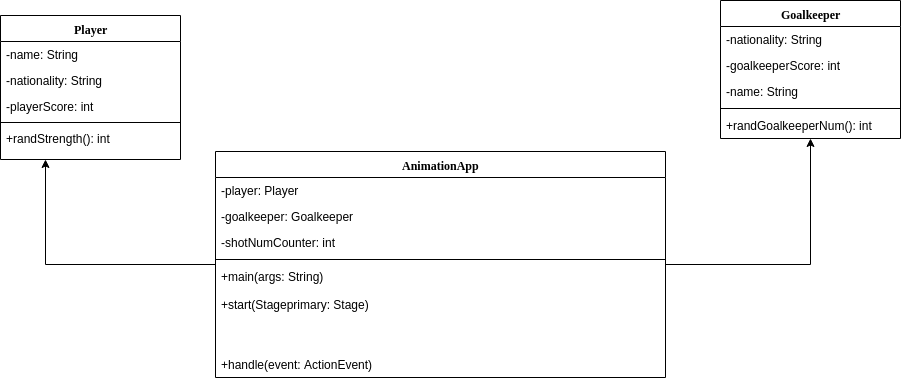 Player
-name: String
-nationality: String
-playerScore: int
+randStrength(): int
Goalkeeper
-nationality: String
-goalkeeperScore: int
-name: String
+randGoalkeeperNum(): int
AnimationApp
-player: Player
-goalkeeper: Goalkeeper
-shotNumCounter: int
+main(args: String)
+start(Stageprimary: Stage)
+handle(event: ActionEvent)